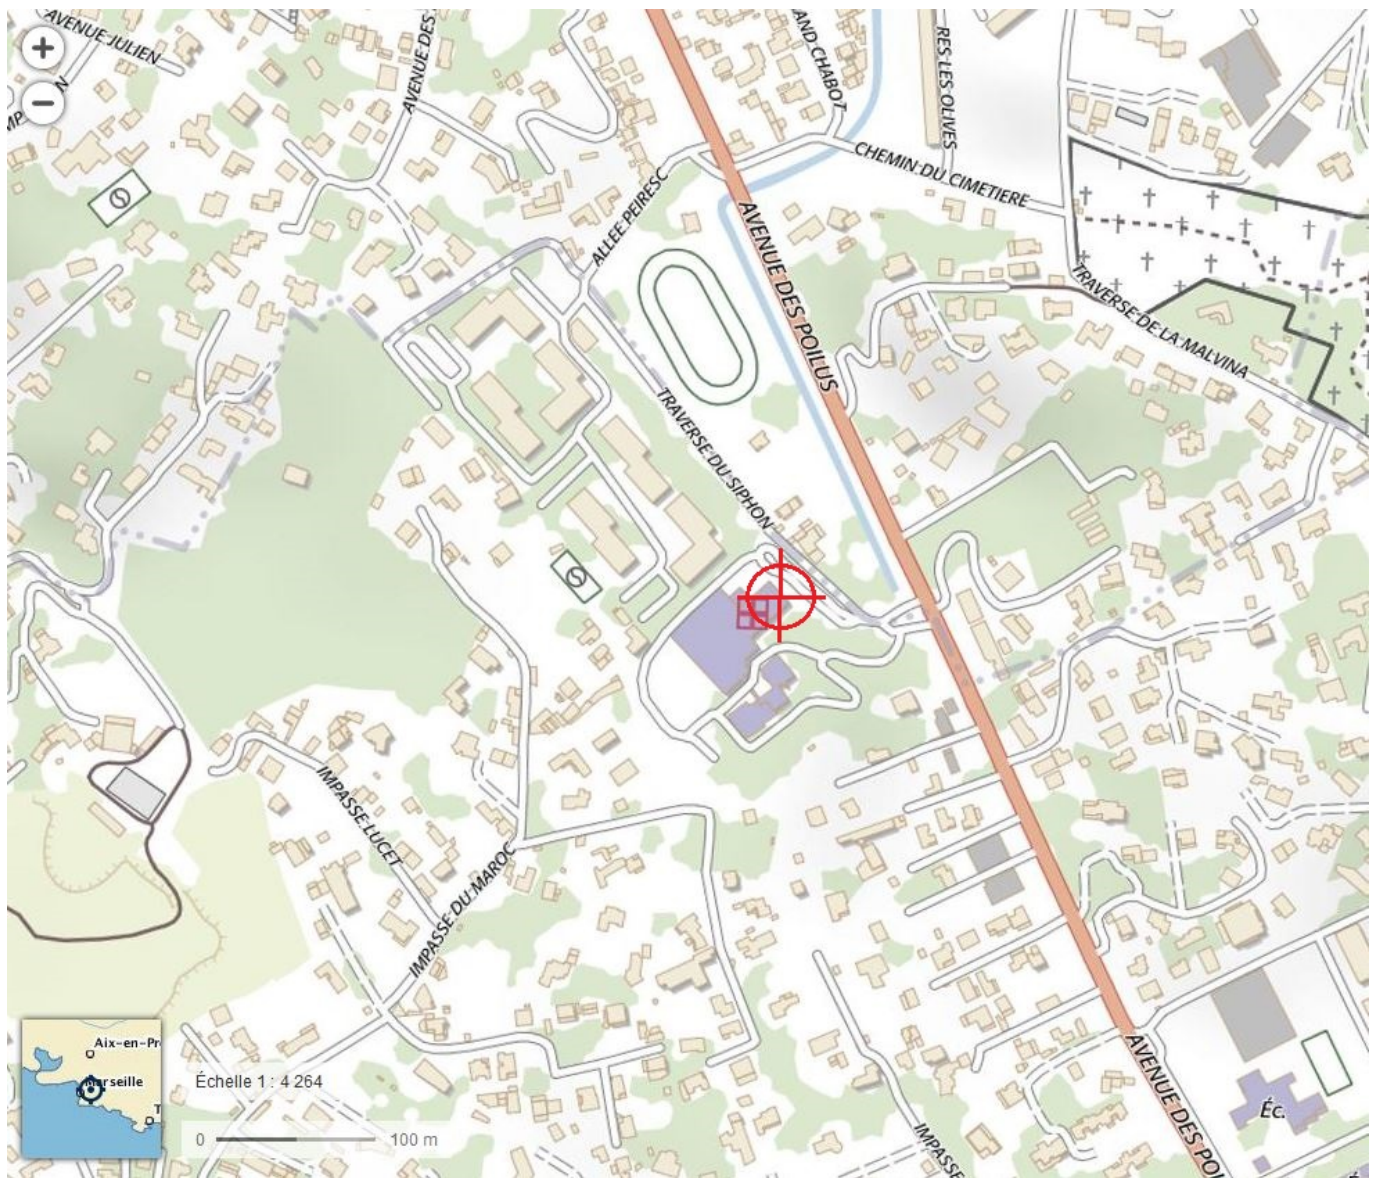 AVENUE JULIEN
AVENUE DES
AND CHABOT
RES LES OLIVES
N
MP
CHEMIN DU CIMETIERE
ALLEE PEIRESC
AVENUE DES POILUS
TRAVERSE DE LA MALVINA
TRAVERSE DU SIPHON
IMPASSE LUCET
IMPASSE DU MAROC
Aix-en-Pr
Marseille
T
Échelle 1 : 4 264
0 100 m
AVENUE DES POI
Éc.
IMPASSE